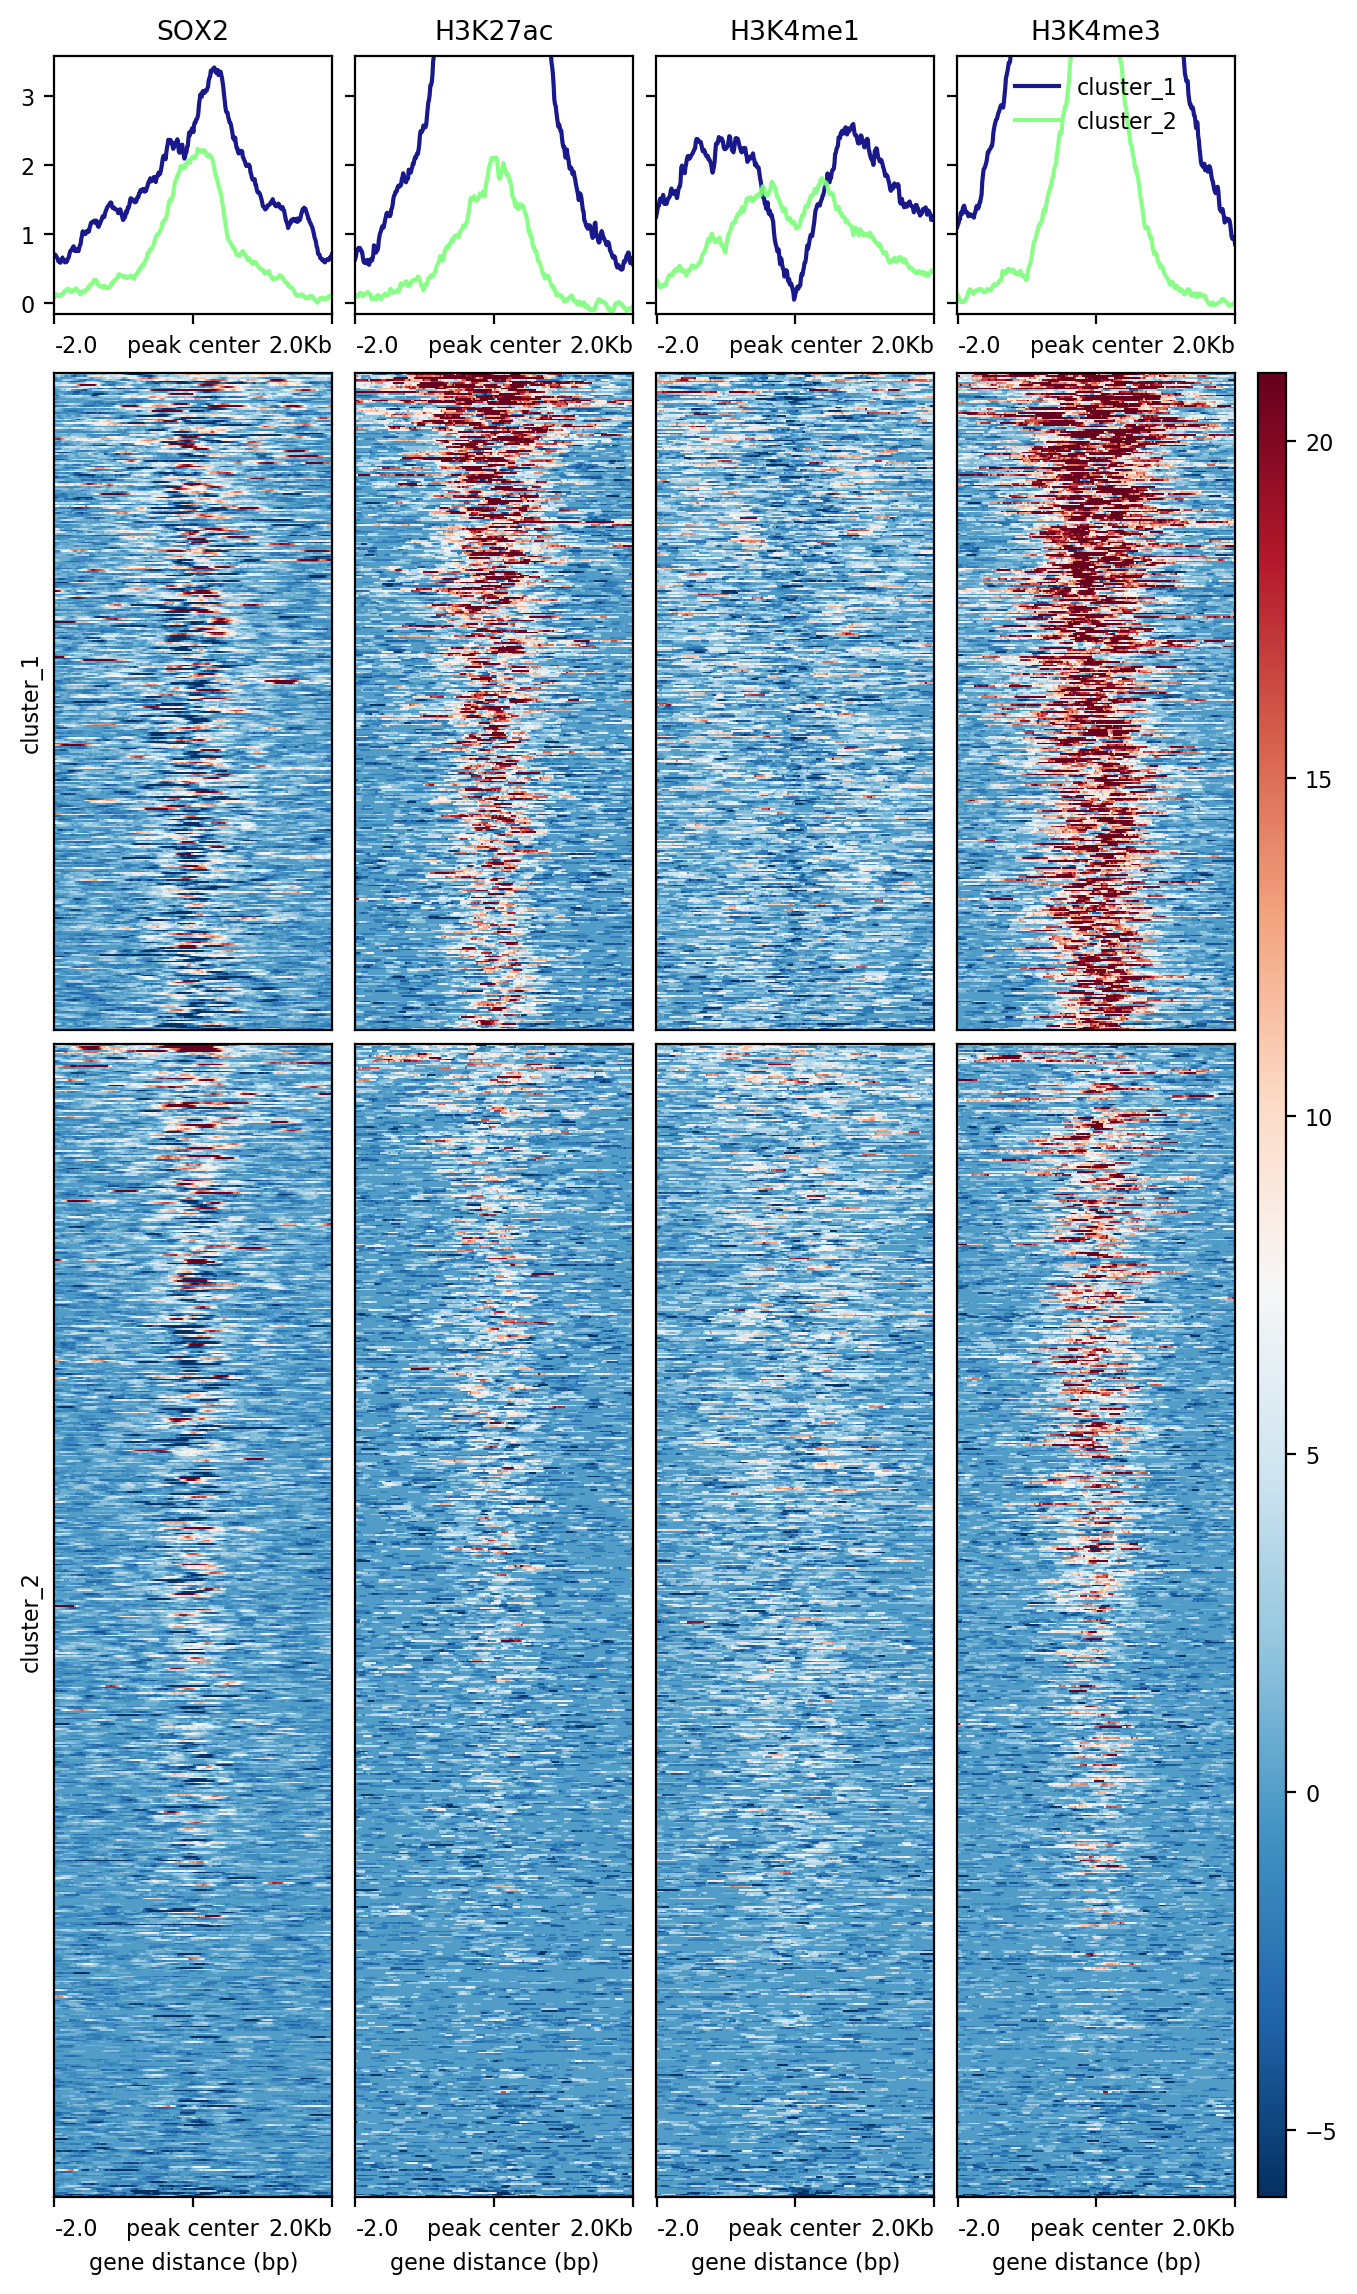 SOX2 H3K27ac H3K4me1 H3K4me3
3
2
1
0
cluster_1
cluster_2
-2.0 peak center 2.0Kb -2.0 peak center 2.0Kb -2.0 peak center 2.0Kb -2.0 peak center 2.0Kb
cluster_1
cluster_2
20
15
10
5
0
−5
-2.0 peak center 2.0Kb -2.0 peak center 2.0Kb -2.0 peak center 2.0Kb -2.0 peak center 2.0Kb
gene distance (bp) gene distance (bp) gene distance (bp) gene distance (bp)